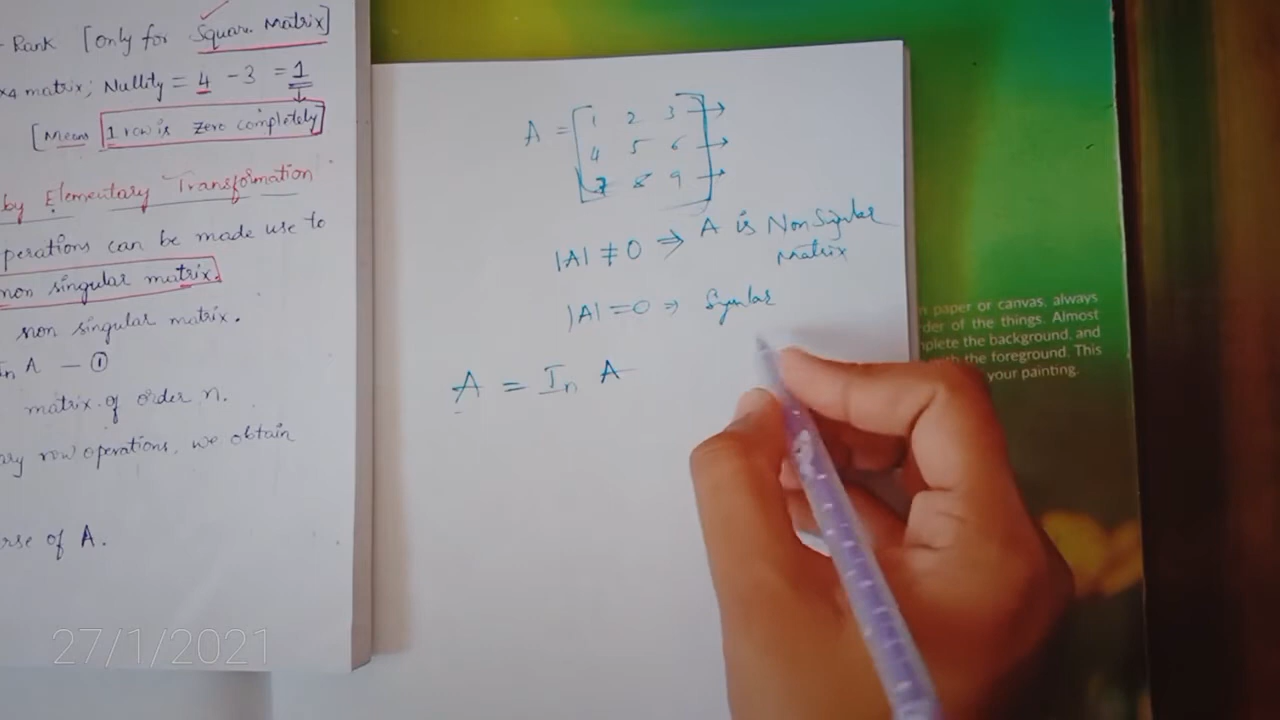 - Rank [only for Square Matrix]
x4 matrix; Nullity = 4 - 3 = 1
[Means 1 row is zero completely]
by Elementary Transformation
perations can be made use to
non singular matrix.
non singular matrix.
In A — ①
matrix of order n.
ary row operations, we obtain
rse of A.
A = [1 2 3
4 5 6
7 8 9]
|A| ≠ 0 ⇒ A is Non Singular
Matrix
|A| = 0 ⇒
A = In A
n paper or canvas, always
der of the things. Almost
plete the background, and
with the foreground. This
your painting.
27/1/2021